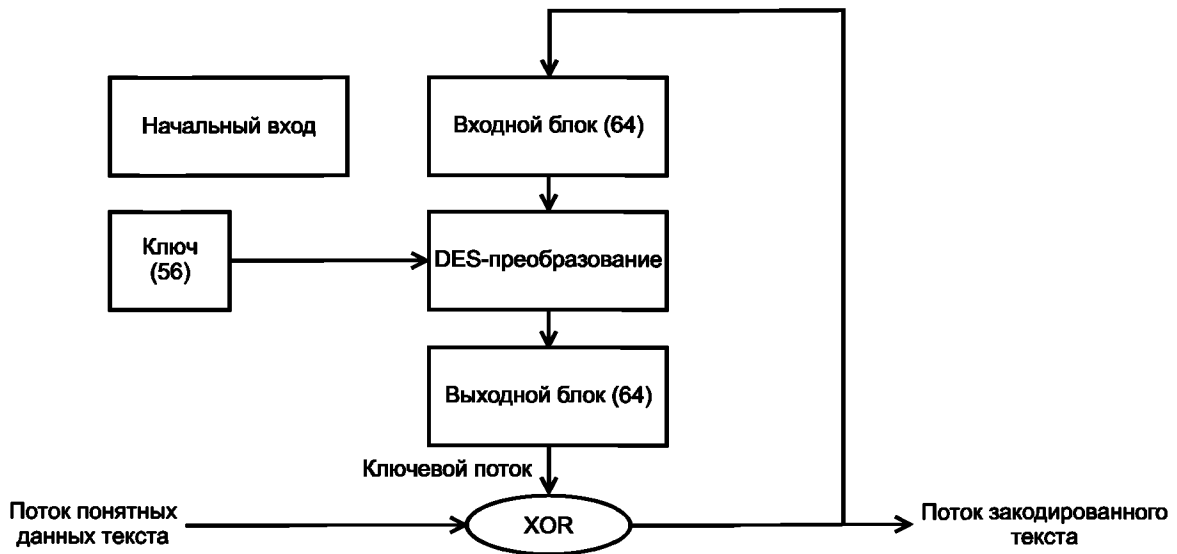 Начальный вход
Входной блок (64)
Ключ
(56)
DES-преобразование
Выходной блок (64)
Ключевой поток
Поток понятных
данных текста
XOR
Поток закодированного
текста